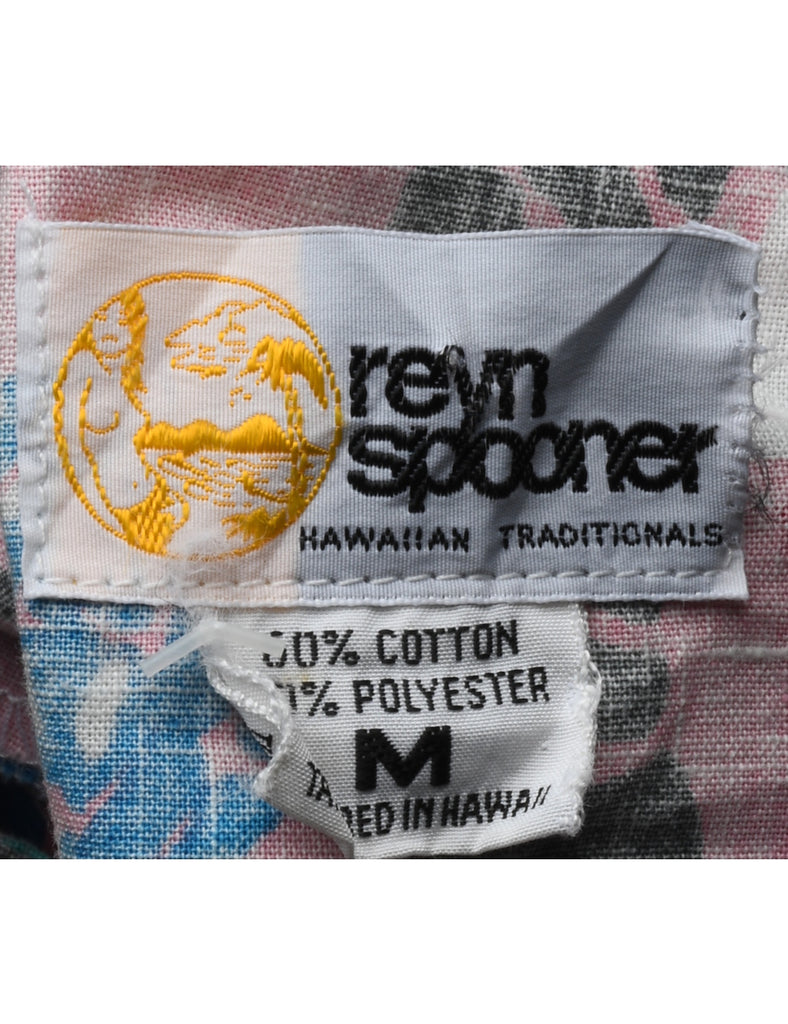 reyn
spooner
HAWAIIAN TRADITIONALS
COTTON
POLYESTER
M
IN HAWAII